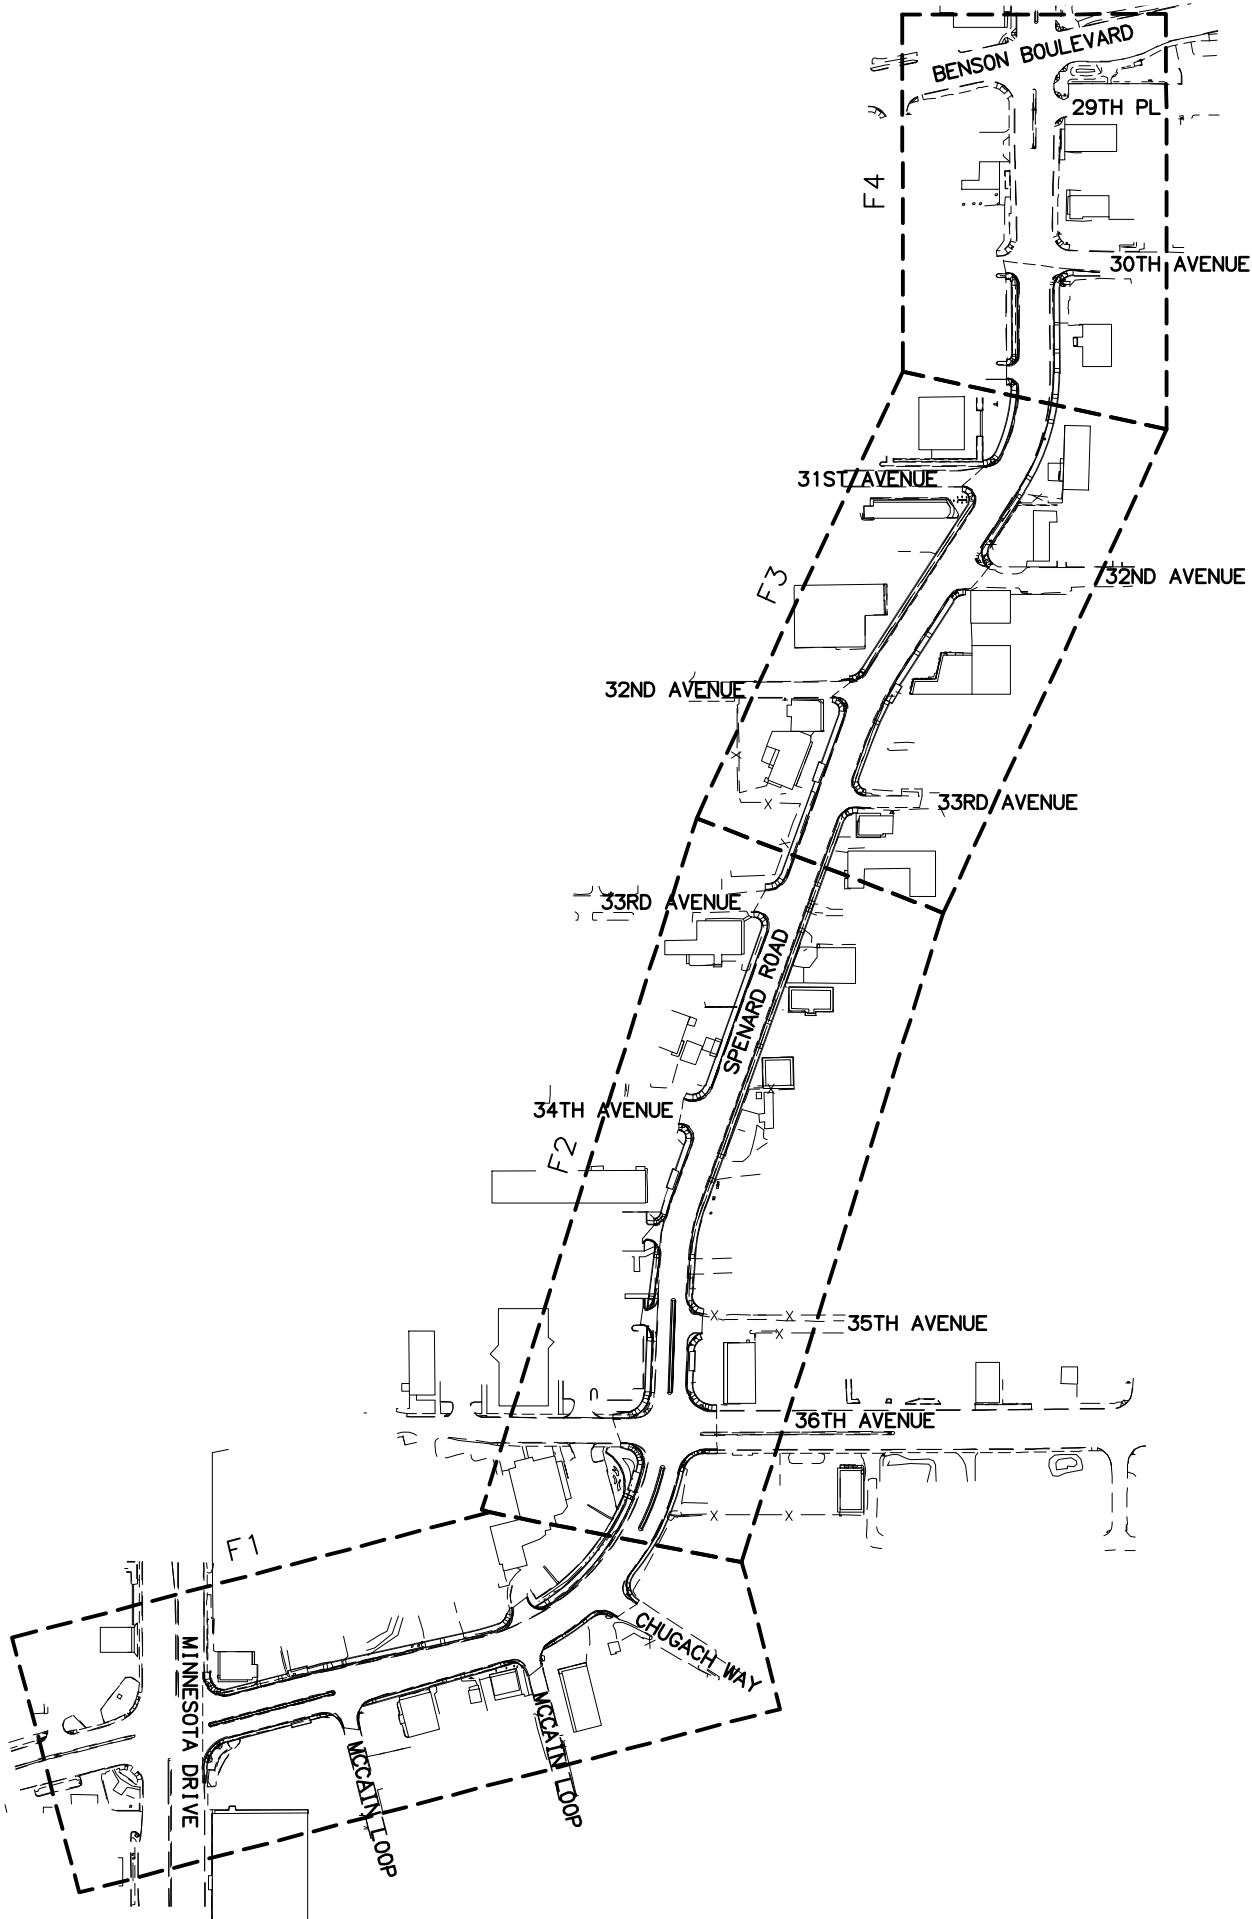 BENSON BOULEVARD
29TH PL
F4
30TH AVENUE
31ST AVENUE
F3
32ND AVENUE
32ND AVENUE
33RD AVENUE
33RD AVENUE
SPENARD ROAD
34TH AVENUE
F2
35TH AVENUE
36TH AVENUE
F1
CHUGACH WAY
MINNESOTA DRIVE
MCCAIN LOOP
MCCAIN LOOP